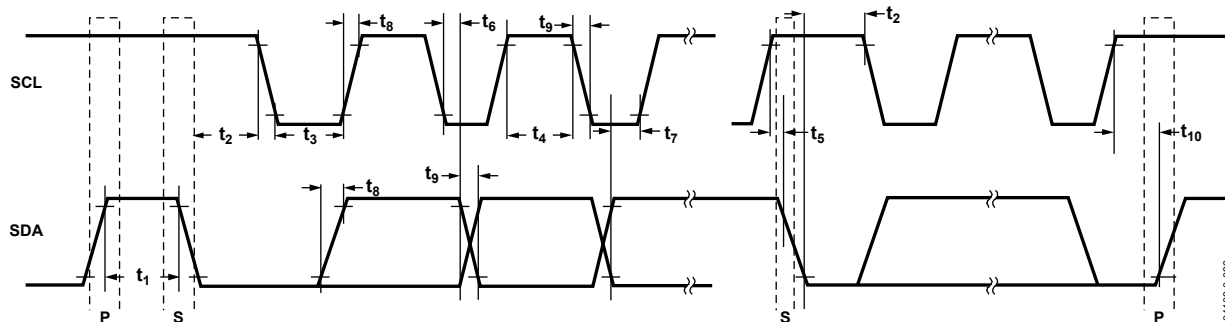 t8 t6 t9 t2
SCL
t2 t3 t4 t7 t5 t10
t9 t8
SDA
t1
P S S P